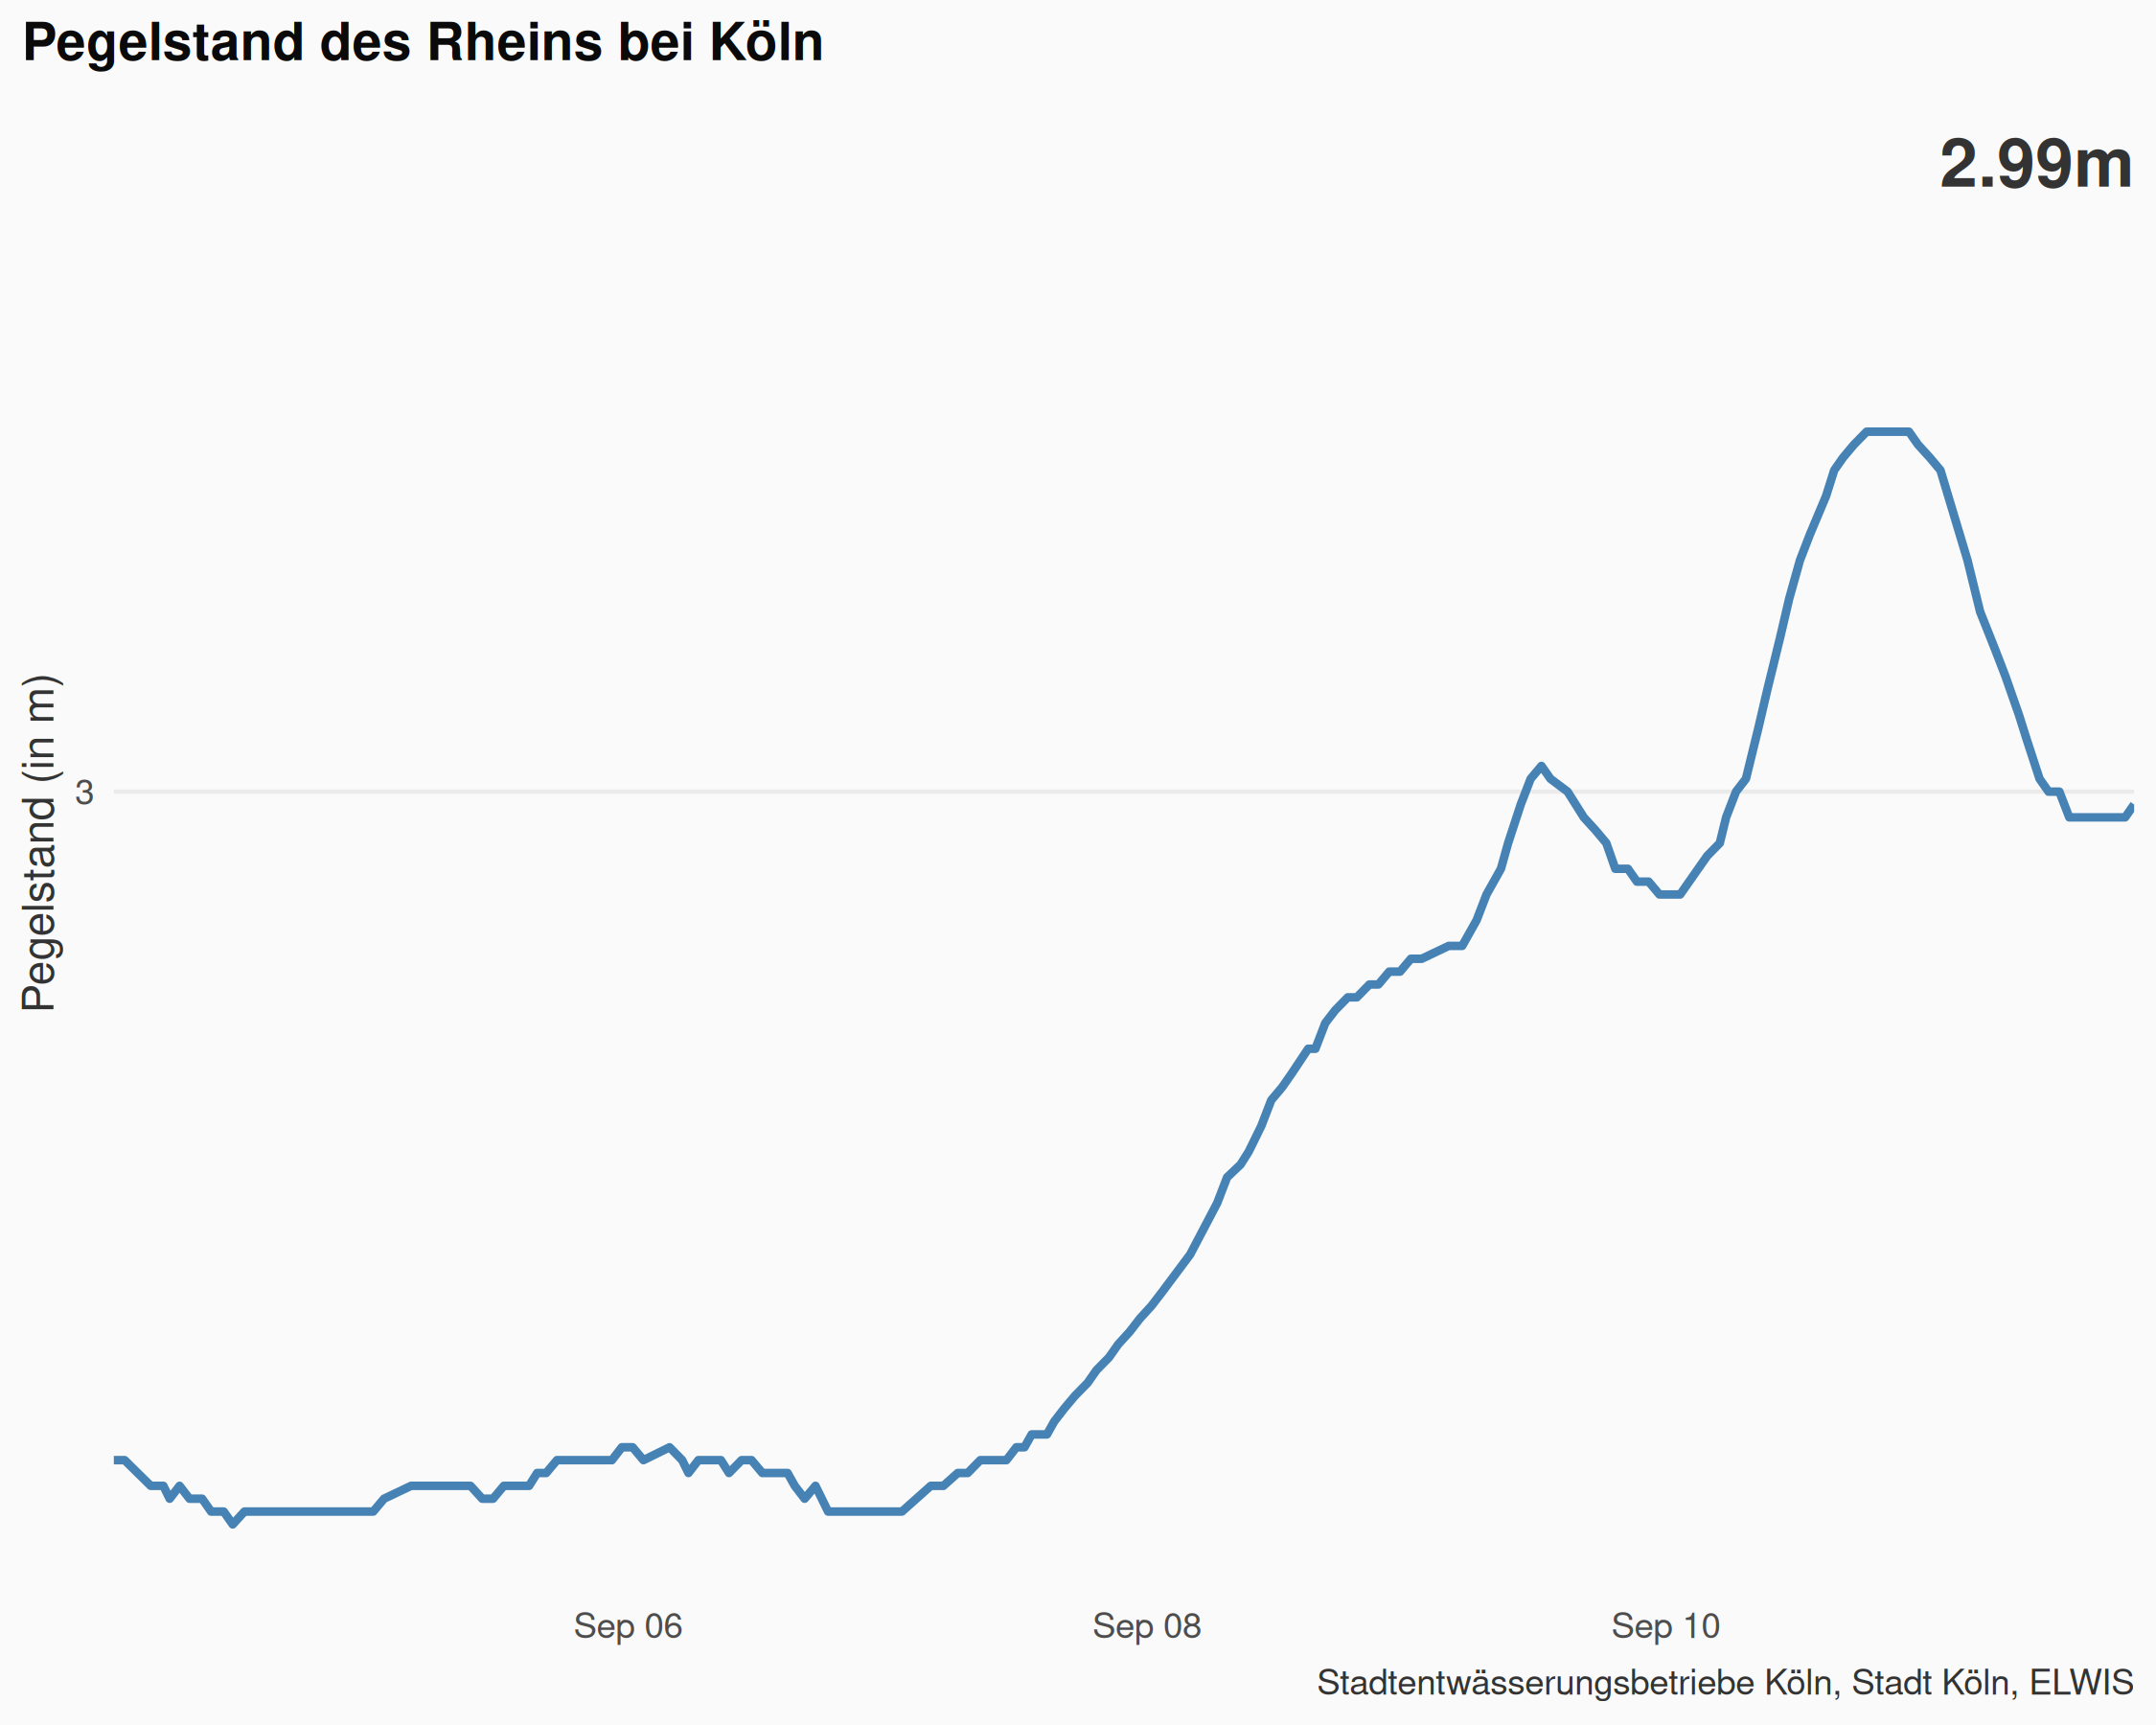 Pegelstand des Rheins bei Köln
2.99m
Pegelstand (in m)
3
Sep 06
Sep 08
Sep 10
Stadtentwässerungsbetriebe Köln, Stadt Köln, ELWIS